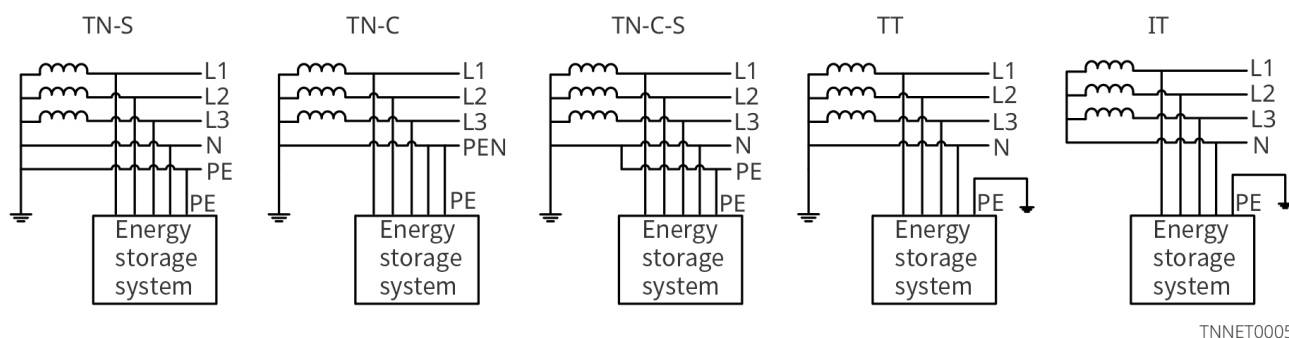 TN-S
TN-C
TN-C-S
TT
IT
L1
L2
L3
N
PE
PE
Energy
storage
system
L1
L2
L3
PEN
PE
Energy
storage
system
L1
L2
L3
N
PE
PE
Energy
storage
system
L1
L2
L3
N
PE
Energy
storage
system
L1
L2
L3
N
PE
Energy
storage
system
TNNET0005